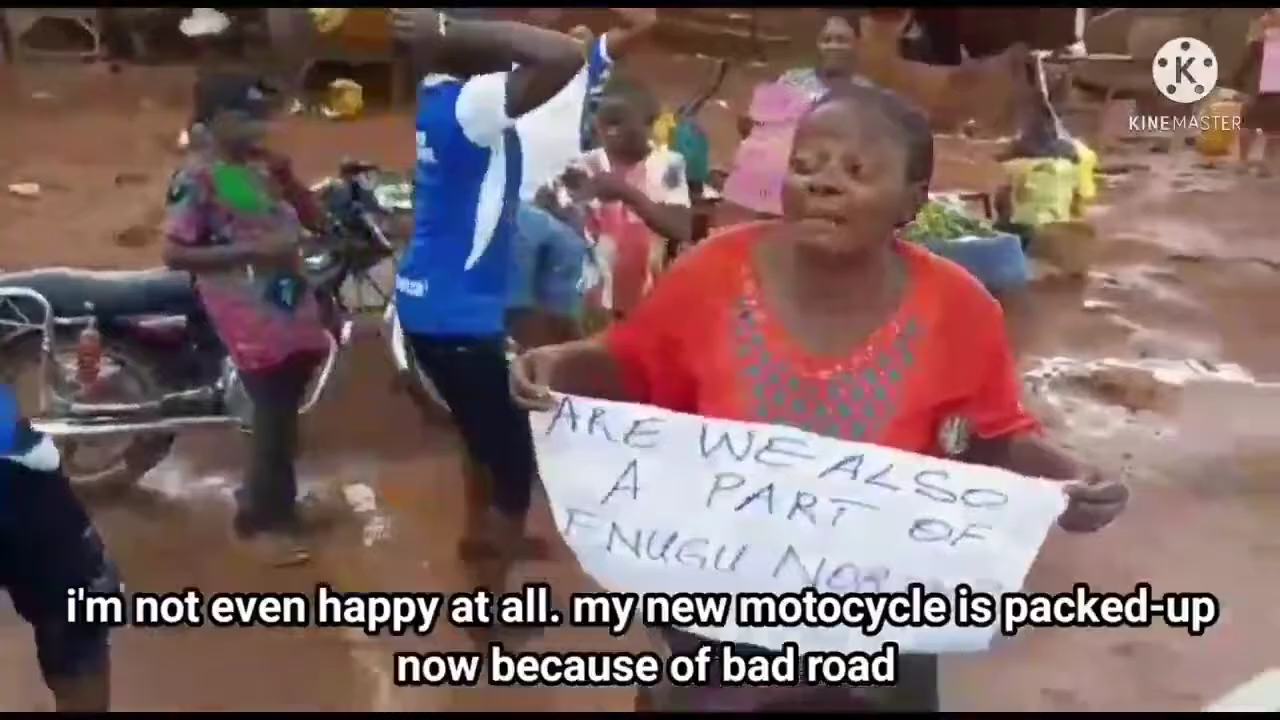 K
KINEMASTER
ARE WE ALSO
A PART OF
ENUGU
i'm not even happy at all. my new motocycle is packed-up
now because of bad road